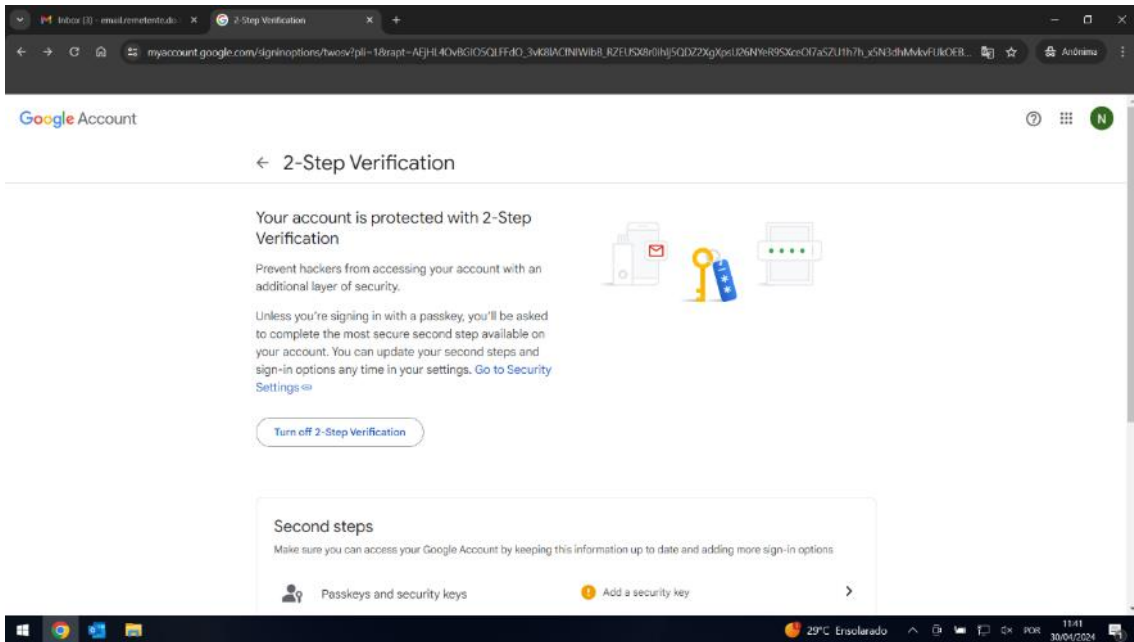 Inbox (3) - email.remetente.do
2-Step Verification
myaccount.google.com/signinoptions/twosv?pli=1&rapt=
Anônima
Google Account
N
2-Step Verification
Your account is protected with 2-Step
Verification
Prevent hackers from accessing your account with an
additional layer of security.
Unless you're signing in with a passkey, you'll be asked
to complete the most secure second step available on
your account. You can update your second steps and
sign-in options any time in your settings. Go to Security
Settings
Turn off 2-Step Verification
Second steps
Make sure you can access your Google Account by keeping this information up to date and adding more sign-in options
Passkeys and security keys
Add a security key
29°C Ensolarado
POR
11:41
30/04/2024